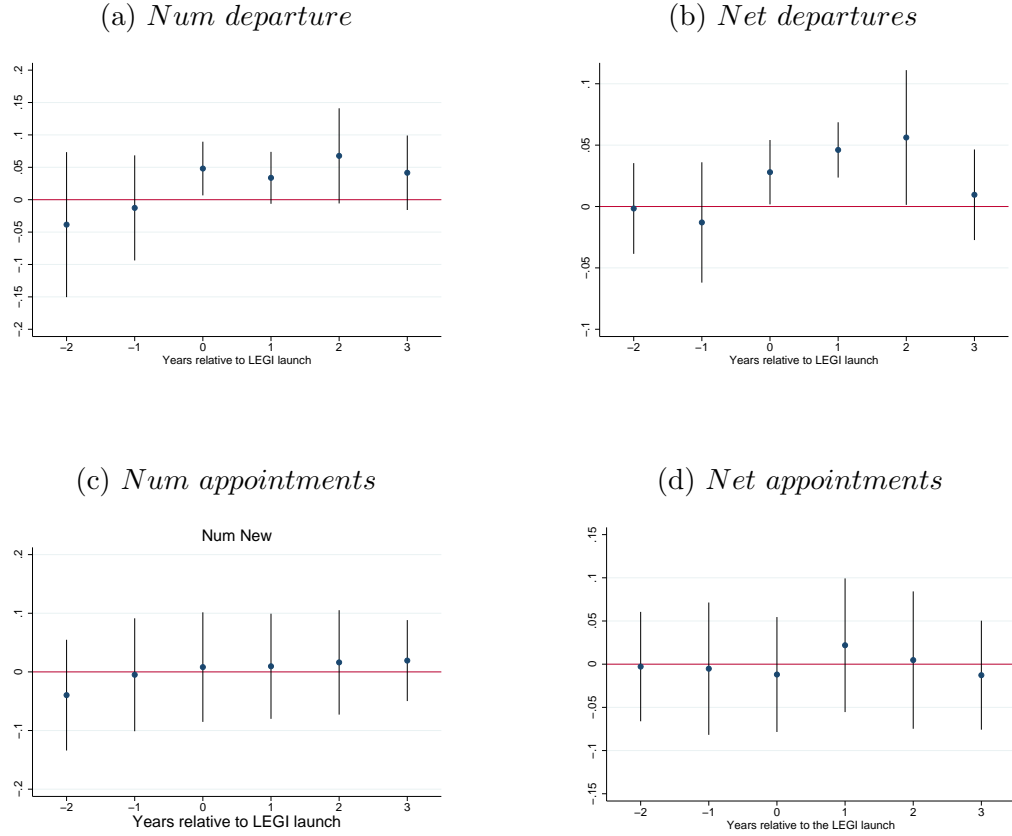 (a) Num departure
.2
.15
.1
.05
0
-.05
-.1
-.15
-.2
-2 -1 0 1 2 3
Years relative to LEGI launch
(b) Net departures
.1
.05
0
-.05
-.1
-2 -1 0 1 2 3
Years relative to LEGI launch
(c) Num appointments
Num New
.2
.1
0
-.1
-.2
-2 -1 0 1 2 3
Years relative to LEGI launch
(d) Net appointments
.15
.1
.05
0
-.05
-.1
-.15
-2 -1 0 1 2 3
Years relative to the LEGI launch